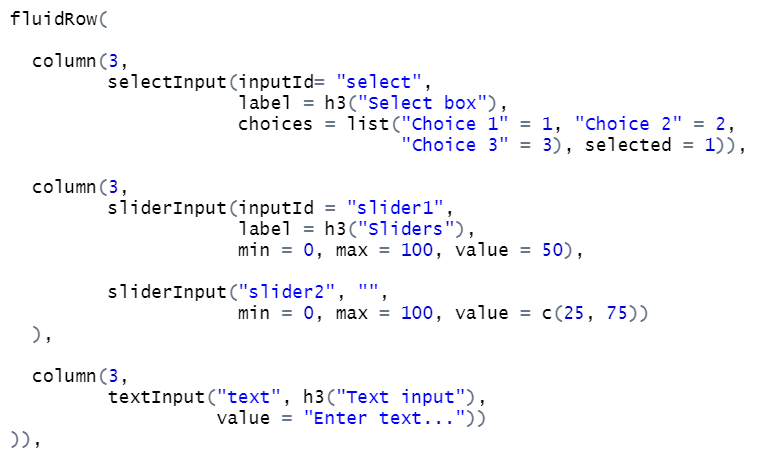 fluidRow(
column(3,
selectInput(inputId= "select",
label = h3("Select box"),
choices = list("Choice 1" = 1, "Choice 2" = 2,
"Choice 3" = 3), selected = 1)),
column(3,
sliderInput(inputId = "slider1",
label = h3("Sliders"),
min = 0, max = 100, value = 50),
sliderInput("slider2", "",
min = 0, max = 100, value = c(25, 75))
),
column(3,
textInput("text", h3("Text input"),
value = "Enter text..."))
)),